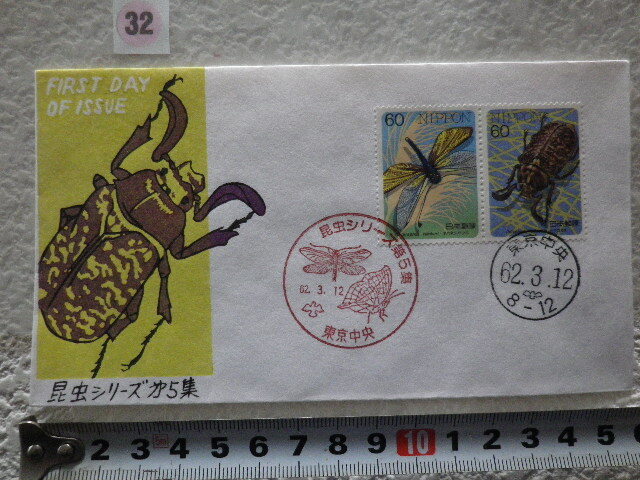 32
FIRST DAY
OF ISSUE
昆虫シリーズ第5集
60 NIPPON
日本郵便
NIPPON
60
日本郵便
昆虫シリーズ第5集
62.3.12
東京中央
東京中央
62.3.12
8-12
2 3 4 5 6 7 8 9 10 1 2 3 4 5